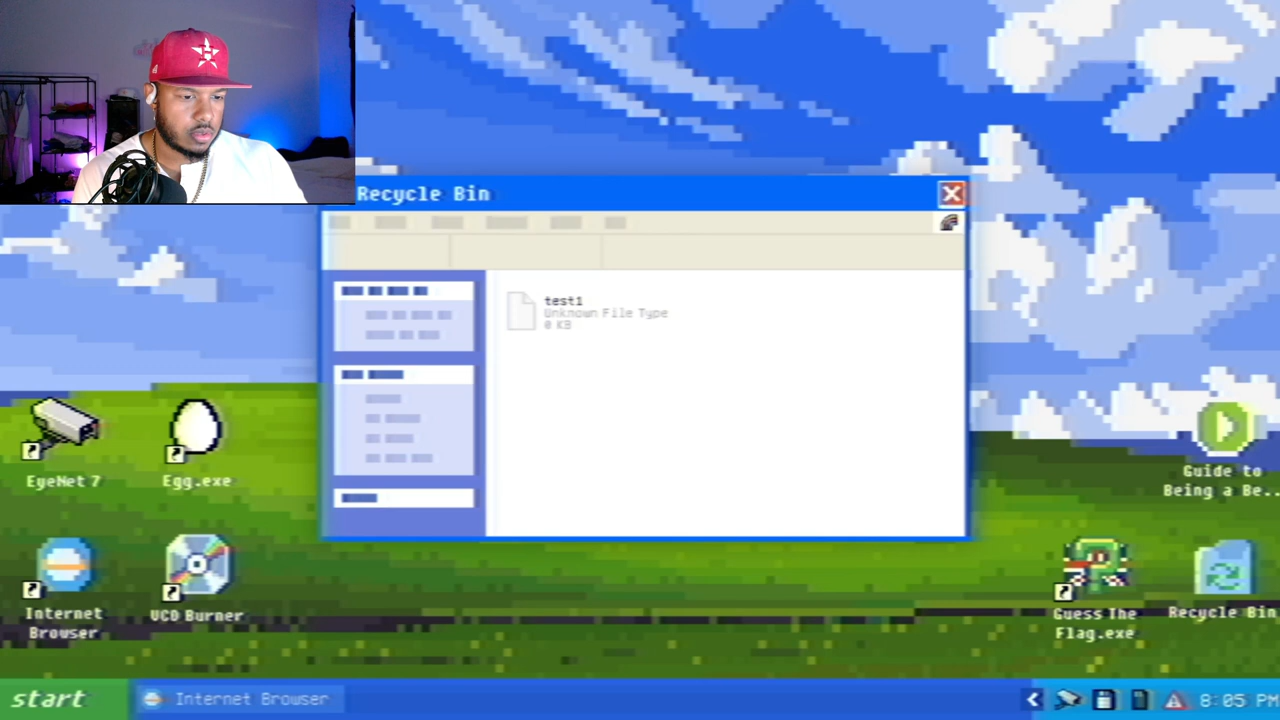 Recycle Bin
test1
Unknown File Type
0 KB
EyeNet 7
Egg.exe
Guide to
Being a Be..
Internet
Browser
VCD Burner
Guess The
Flag.exe
Recycle Bin
start
Internet Browser
8:05 PM